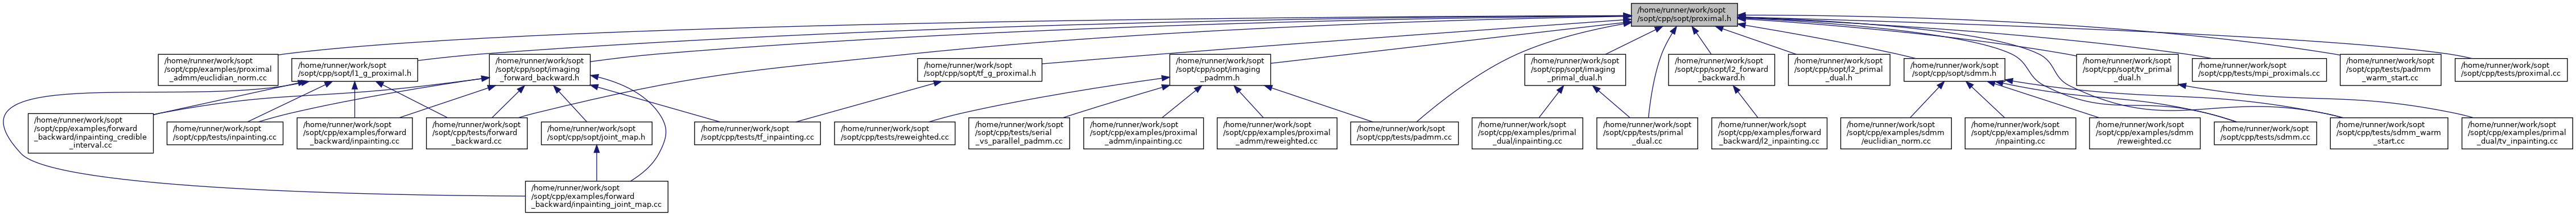 /home/runner/work/sopt
/sopt/cpp/sopt/proximal.h
/home/runner/work/sopt
/sopt/cpp/examples/proximal
_admm/euclidian_norm.cc
/home/runner/work/sopt
/sopt/cpp/sopt/l1_g_proximal.h
/home/runner/work/sopt
/sopt/cpp/sopt/imaging
_forward_backward.h
/home/runner/work/sopt
/sopt/cpp/sopt/tf_g_proximal.h
/home/runner/work/sopt
/sopt/cpp/sopt/imaging
_padmm.h
/home/runner/work/sopt
/sopt/cpp/sopt/imaging
_primal_dual.h
/home/runner/work/sopt
/sopt/cpp/sopt/l2_forward
_backward.h
/home/runner/work/sopt
/sopt/cpp/sopt/l2_primal
_dual.h
/home/runner/work/sopt
/sopt/cpp/sopt/sdmm.h
/home/runner/work/sopt
/sopt/cpp/sopt/tv_primal
_dual.h
/home/runner/work/sopt
/sopt/cpp/tests/mpi_proximals.cc
/home/runner/work/sopt
/sopt/cpp/tests/padmm
_warm_start.cc
/home/runner/work/sopt
/sopt/cpp/tests/proximal.cc
/home/runner/work/sopt
/sopt/cpp/examples/forward
_backward/inpainting_credible
_interval.cc
/home/runner/work/sopt
/sopt/cpp/tests/inpainting.cc
/home/runner/work/sopt
/sopt/cpp/examples/forward
_backward/inpainting.cc
/home/runner/work/sopt
/sopt/cpp/tests/forward
_backward.cc
/home/runner/work/sopt
/sopt/cpp/sopt/joint_map.h
/home/runner/work/sopt
/sopt/cpp/tests/tf_inpainting.cc
/home/runner/work/sopt
/sopt/cpp/tests/reweighted.cc
/home/runner/work/sopt
/sopt/cpp/tests/serial
_vs_parallel_padmm.cc
/home/runner/work/sopt
/sopt/cpp/examples/proximal
_admm/inpainting.cc
/home/runner/work/sopt
/sopt/cpp/examples/proximal
_admm/reweighted.cc
/home/runner/work/sopt
/sopt/cpp/tests/padmm.cc
/home/runner/work/sopt
/sopt/cpp/examples/primal
_dual/inpainting.cc
/home/runner/work/sopt
/sopt/cpp/tests/primal
_dual.cc
/home/runner/work/sopt
/sopt/cpp/examples/forward
_backward/l2_inpainting.cc
/home/runner/work/sopt
/sopt/cpp/examples/sdmm
/euclidian_norm.cc
/home/runner/work/sopt
/sopt/cpp/examples/sdmm
/inpainting.cc
/home/runner/work/sopt
/sopt/cpp/examples/sdmm
/reweighted.cc
/home/runner/work/sopt
/sopt/cpp/tests/sdmm.cc
/home/runner/work/sopt
/sopt/cpp/tests/sdmm_warm
_start.cc
/home/runner/work/sopt
/sopt/cpp/examples/primal
_dual/tv_inpainting.cc
/home/runner/work/sopt
/sopt/cpp/examples/forward
_backward/inpainting_joint_map.cc